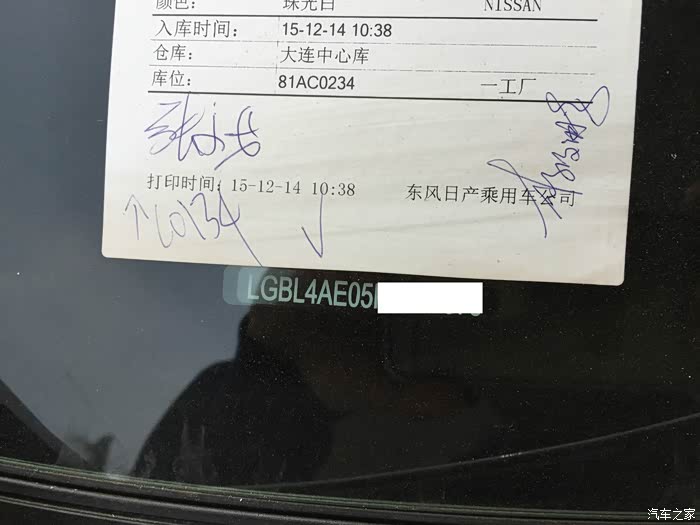 颜色： 珠光白 NISSAN
入库时间： 15-12-14 10:38
仓库： 大连中心库
库位： 81AC0234 一工厂
打印时间：15-12-14 10:38 东风日产乘用车公司
LGBL4AE05
汽车之家